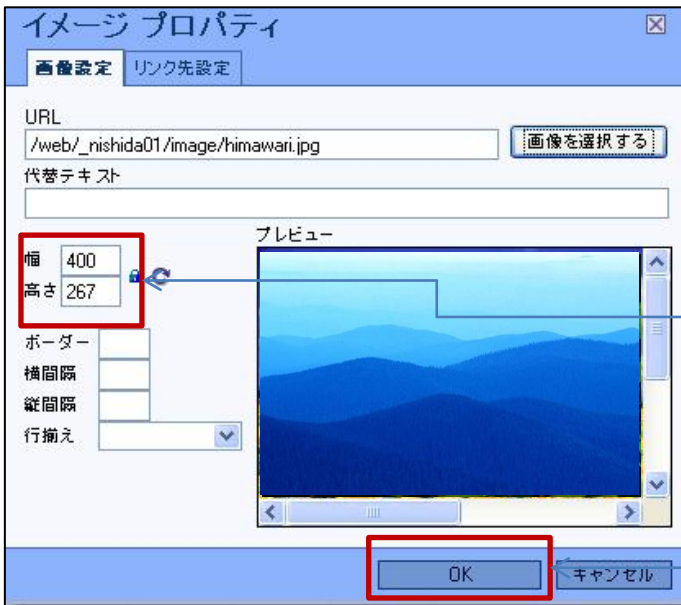 イメージ プロパティ
画像設定 リンク先設定
URL
/web/_nishida01/image/himawari.jpg 画像を選択する
代替テキスト
プレビュー
幅 400
高さ 267
ボーダー
横間隔
縦間隔
行揃え
OK キャンセル